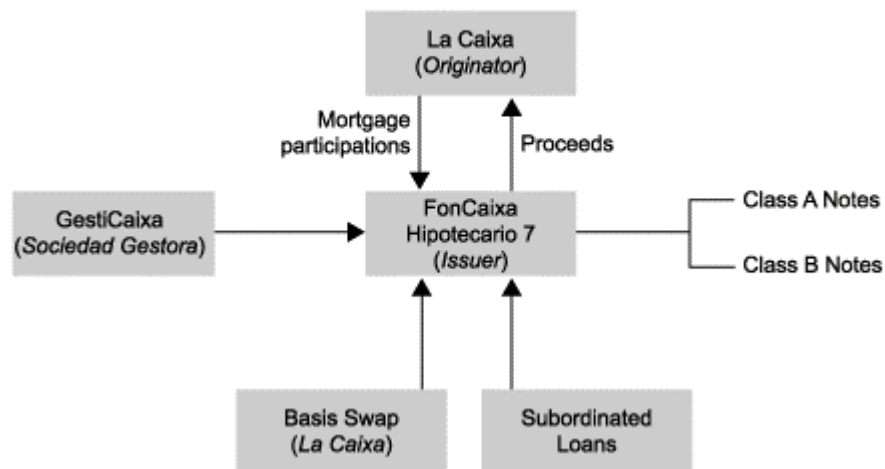 La Caixa
(Originator)
Mortgage
participations
Proceeds
GestiCaixa
(Sociedad Gestora)
FonCaixa
Hipotecario 7
(Issuer)
Class A Notes
Class B Notes
Basis Swap
(La Caixa)
Subordinated
Loans